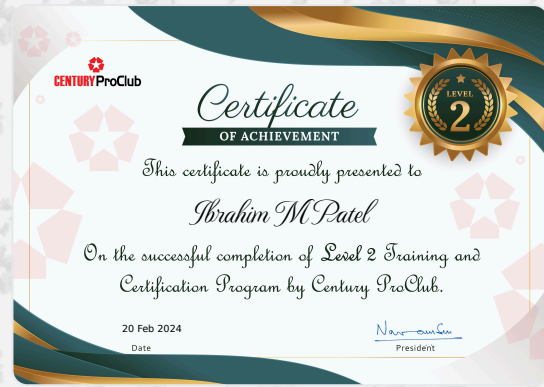 CENTURY ProClub
LEVEL
2
Certificate
OF ACHIEVEMENT
This certificate is proudly presented to
Ibrahim M Patel
On the successful completion of Level 2 Training and
Certification Program by Century ProClub.
20 Feb 2024
Date
President